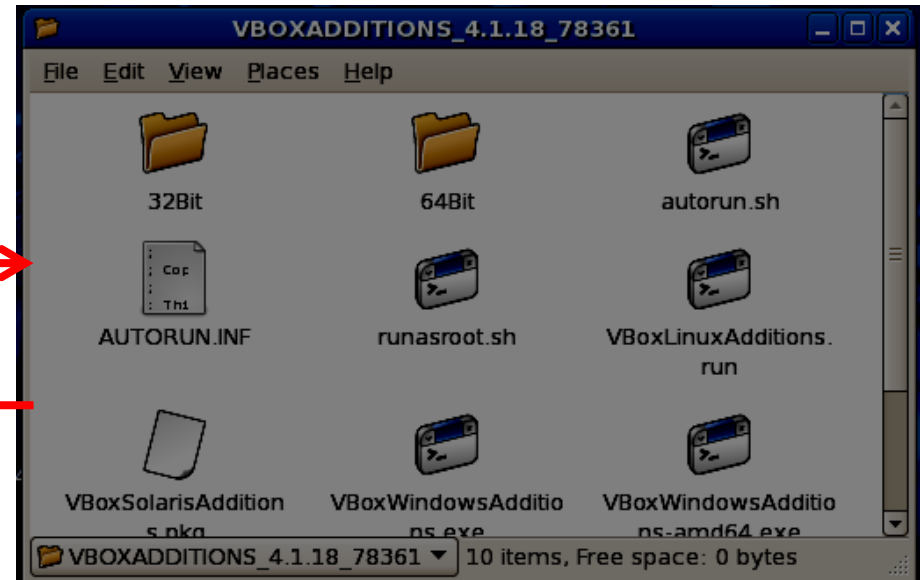 VBOXADDITIONS_4.1.18_78361
File Edit View Places Help
32Bit 64Bit autorun.sh
; Cop
;
: Thi
AUTORUN.INF runasroot.sh VBoxLinuxAdditions.
run
VBoxSolarisAddition VBoxWindowsAdditio VBoxWindowsAdditio
s.pkg ns.exe ns-amd64.exe
VBOXADDITIONS_4.1.18_78361 10 items, Free space: 0 bytes